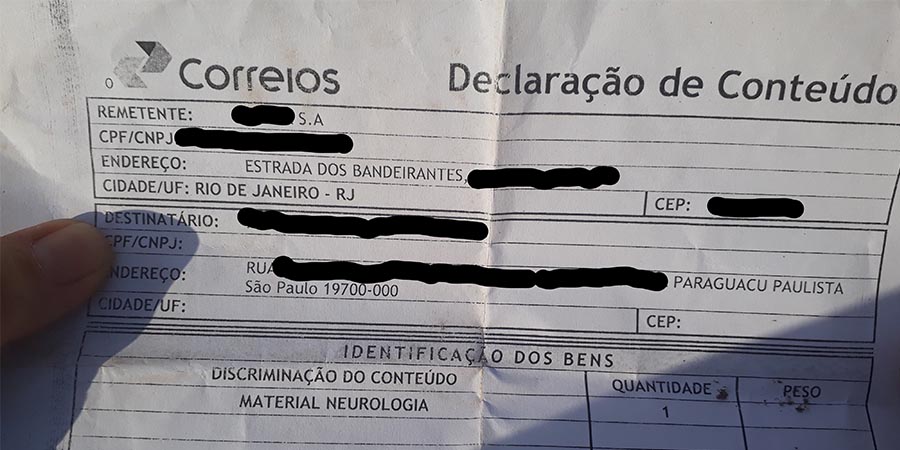 Correios
Declaração de Conteúdo
REMETENTE: S.A
CPF/CNPJ
ENDEREÇO: ESTRADA DOS BANDEIRANTES,
CIDADE/UF: RIO DE JANEIRO - RJ
CEP:
DESTINATÁRIO:
CPF/CNPJ:
ENDEREÇO: RUA PARAGUACU PAULISTA
São Paulo 19700-000
CIDADE/UF:
CEP:
IDENTIFICAÇÃO DOS BENS
DISCRIMINAÇÃO DO CONTEÚDO QUANTIDADE PESO
MATERIAL NEUROLOGIA 1